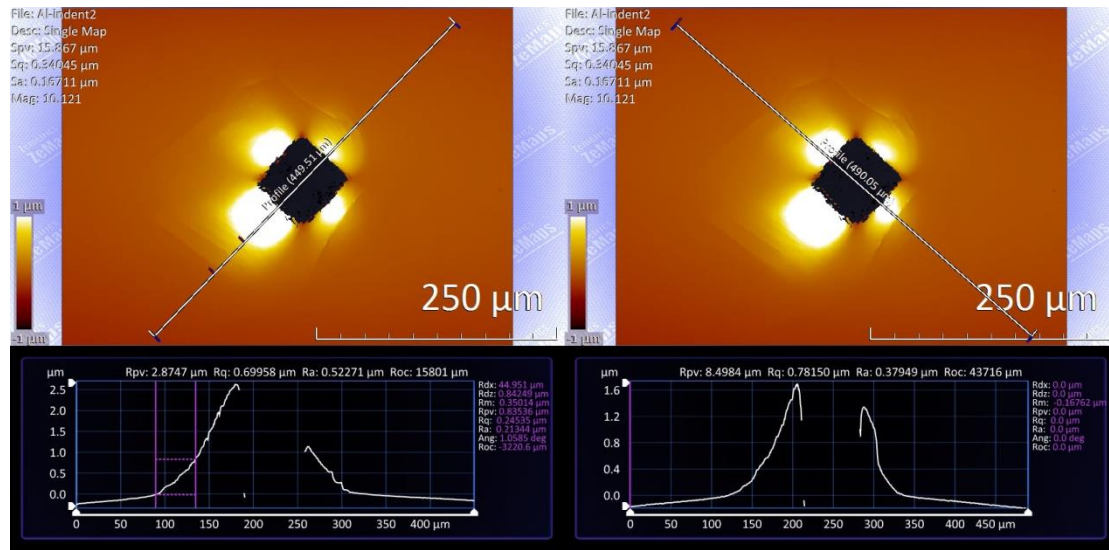 File: Al-indent2
Desc: Single Map
Spv: 15.867 µm
Sq: 0.34045 µm
Sa: 0.16711 µm
Mag: 10.121
ZeMaps
Profile (449.51 µm)
1 µm
-1 µm
250 µm
File: Al-indent2
Desc: Single Map
Spv: 15.867 µm
Sq: 0.34045 µm
Sa: 0.16711 µm
Mag: 10.121
ZeMaps
Profile (490.05 µm)
1 µm
-1 µm
250 µm
µm Rpv: 2.8747 µm Rq: 0.69958 µm Ra: 0.52271 µm Roc: 15801 µm
2.5
2.0
1.5
1.0
0.5
0.0
0 50 100 150 200 250 300 350 400 µm
Rdx: 44.951 µm
Rdz: 0.84249 µm
Rm: 0.35014 µm
Rpv: 0.83536 µm
Rq: 0.24535 µm
Ra: 0.21344 µm
Ang: 1.0585 deg
Roc: -3220.6 µm
µm Rpv: 8.4984 µm Rq: 0.78150 µm Ra: 0.37949 µm Roc: 43716 µm
1.6
1.2
0.8
0.4
0.0
0 50 100 150 200 250 300 350 400 450 µm
Rdx: 0.0 µm
Rdz: 0.0 µm
Rm: -0.16762 µm
Rpv: 0.0 µm
Rq: 0.0 µm
Ra: 0.0 µm
Ang: 0.0 deg
Roc: 0.0 µm